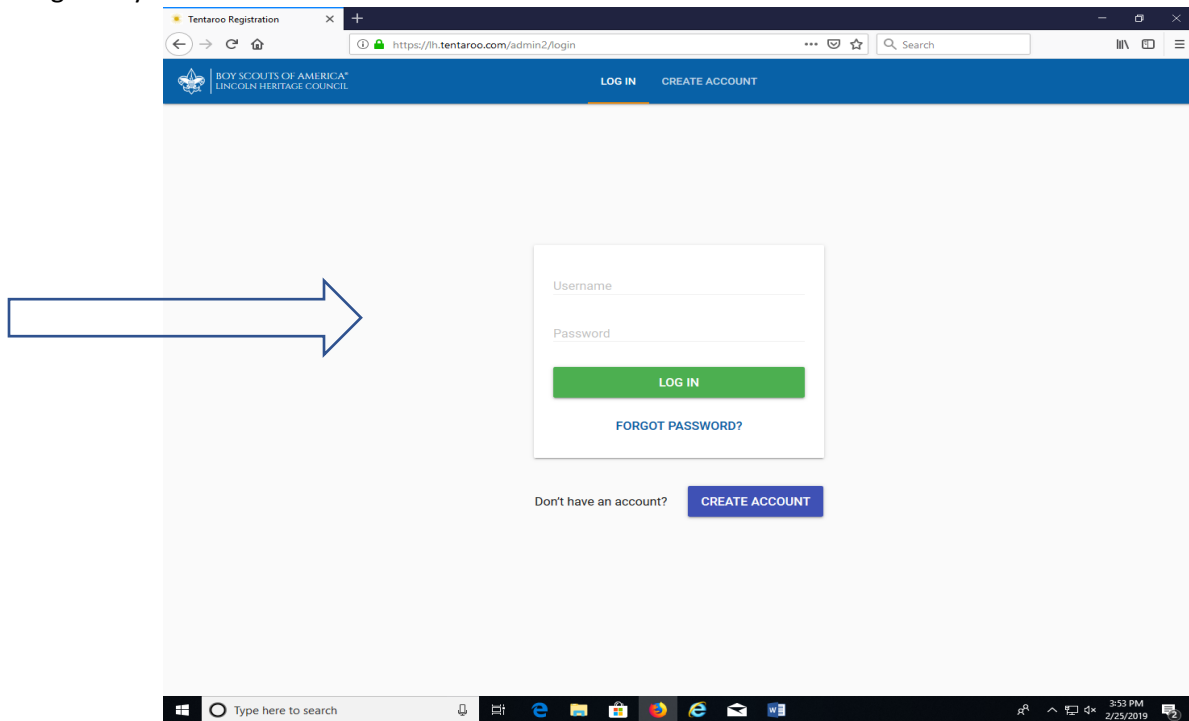 Tentaroo Registration
https://lh.tentaroo.com/admin2/login
Search
BOY SCOUTS OF AMERICA®
LINCOLN HERITAGE COUNCIL
LOG IN CREATE ACCOUNT
Username
Password
LOG IN
FORGOT PASSWORD?
Don't have an account? CREATE ACCOUNT
Type here to search
3:53 PM
2/25/2019
2